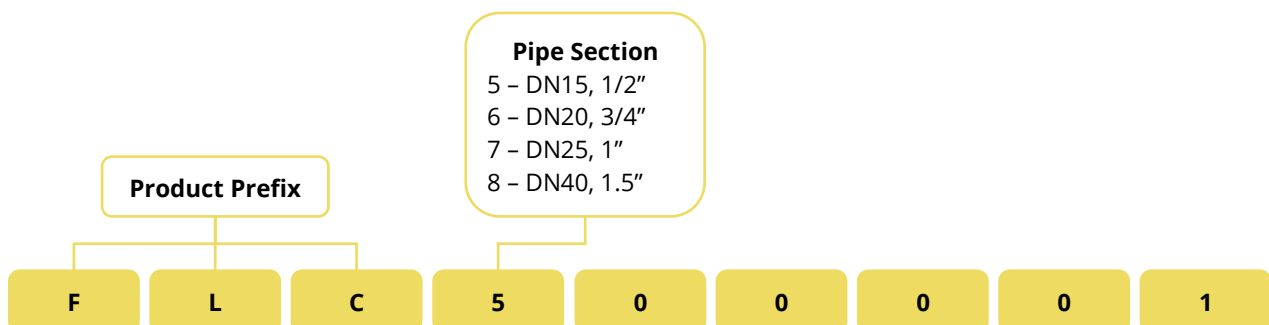 Pipe Section
5 – DN15, 1/2”
6 – DN20, 3/4”
7 – DN25, 1”
8 – DN40, 1.5”
Product Prefix
F L C 5 0 0 0 0 1